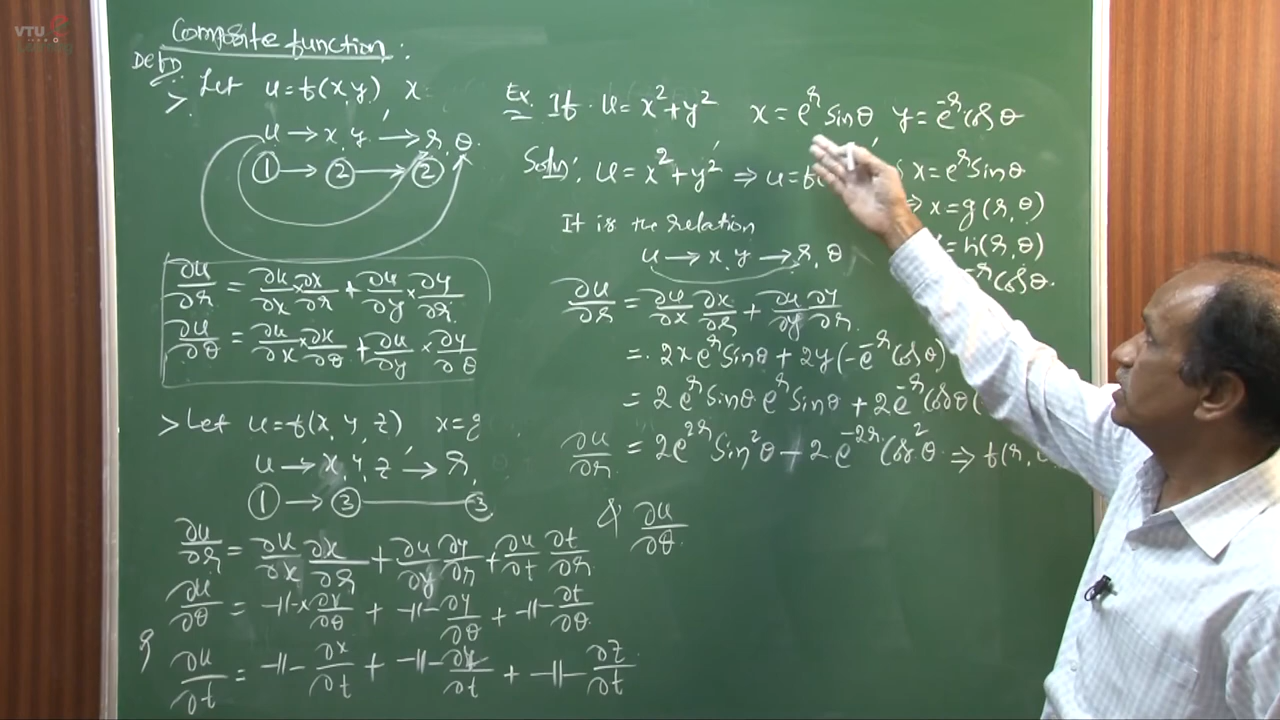 VTU e
Composite function :
Defn
> Let u = f(x, y), x =
u → x, y → r, θ.
① → ② → ②
∂u/∂r = ∂u/∂x × ∂x/∂r + ∂u/∂y × ∂y/∂r.
∂u/∂θ = ∂u/∂x × ∂x/∂θ + ∂u/∂y × ∂y/∂θ
> Let u = f(x, y, z) x = g
u → x, y, z → r,
① → ③ — ③
∂u/∂r = ∂u/∂x ∂x/∂r + ∂u/∂y ∂y/∂r + ∂u/∂t ∂t/∂r
∂u/∂θ = -||- × ∂x/∂θ + -||- ∂y/∂θ + -||- ∂t/∂θ
& ∂u/∂t = -||- ∂x/∂t + -||- ∂y/∂t + -||- ∂z/∂t
Ex. If u = x² + y², x = e^r sinθ, y = e^-r cosθ
Soln: u = x² + y² ⇒ u = f( x = e^r sinθ
⇒ x = g(r, θ)
It is the relation
= h(r, θ)
u → x, y → r, θ
^-r cosθ.
∂u/∂r = ∂u/∂x ∂x/∂r + ∂u/∂y ∂y/∂r.
= 2x e^r sinθ + 2y(-e^-r cosθ)
= 2e^r sinθ e^r sinθ + 2e^-r cosθ (
∂u/∂r = 2e^2r sin²θ - 2e^-2r cos²θ ⇒ f(r,
& ∂u/∂θ.